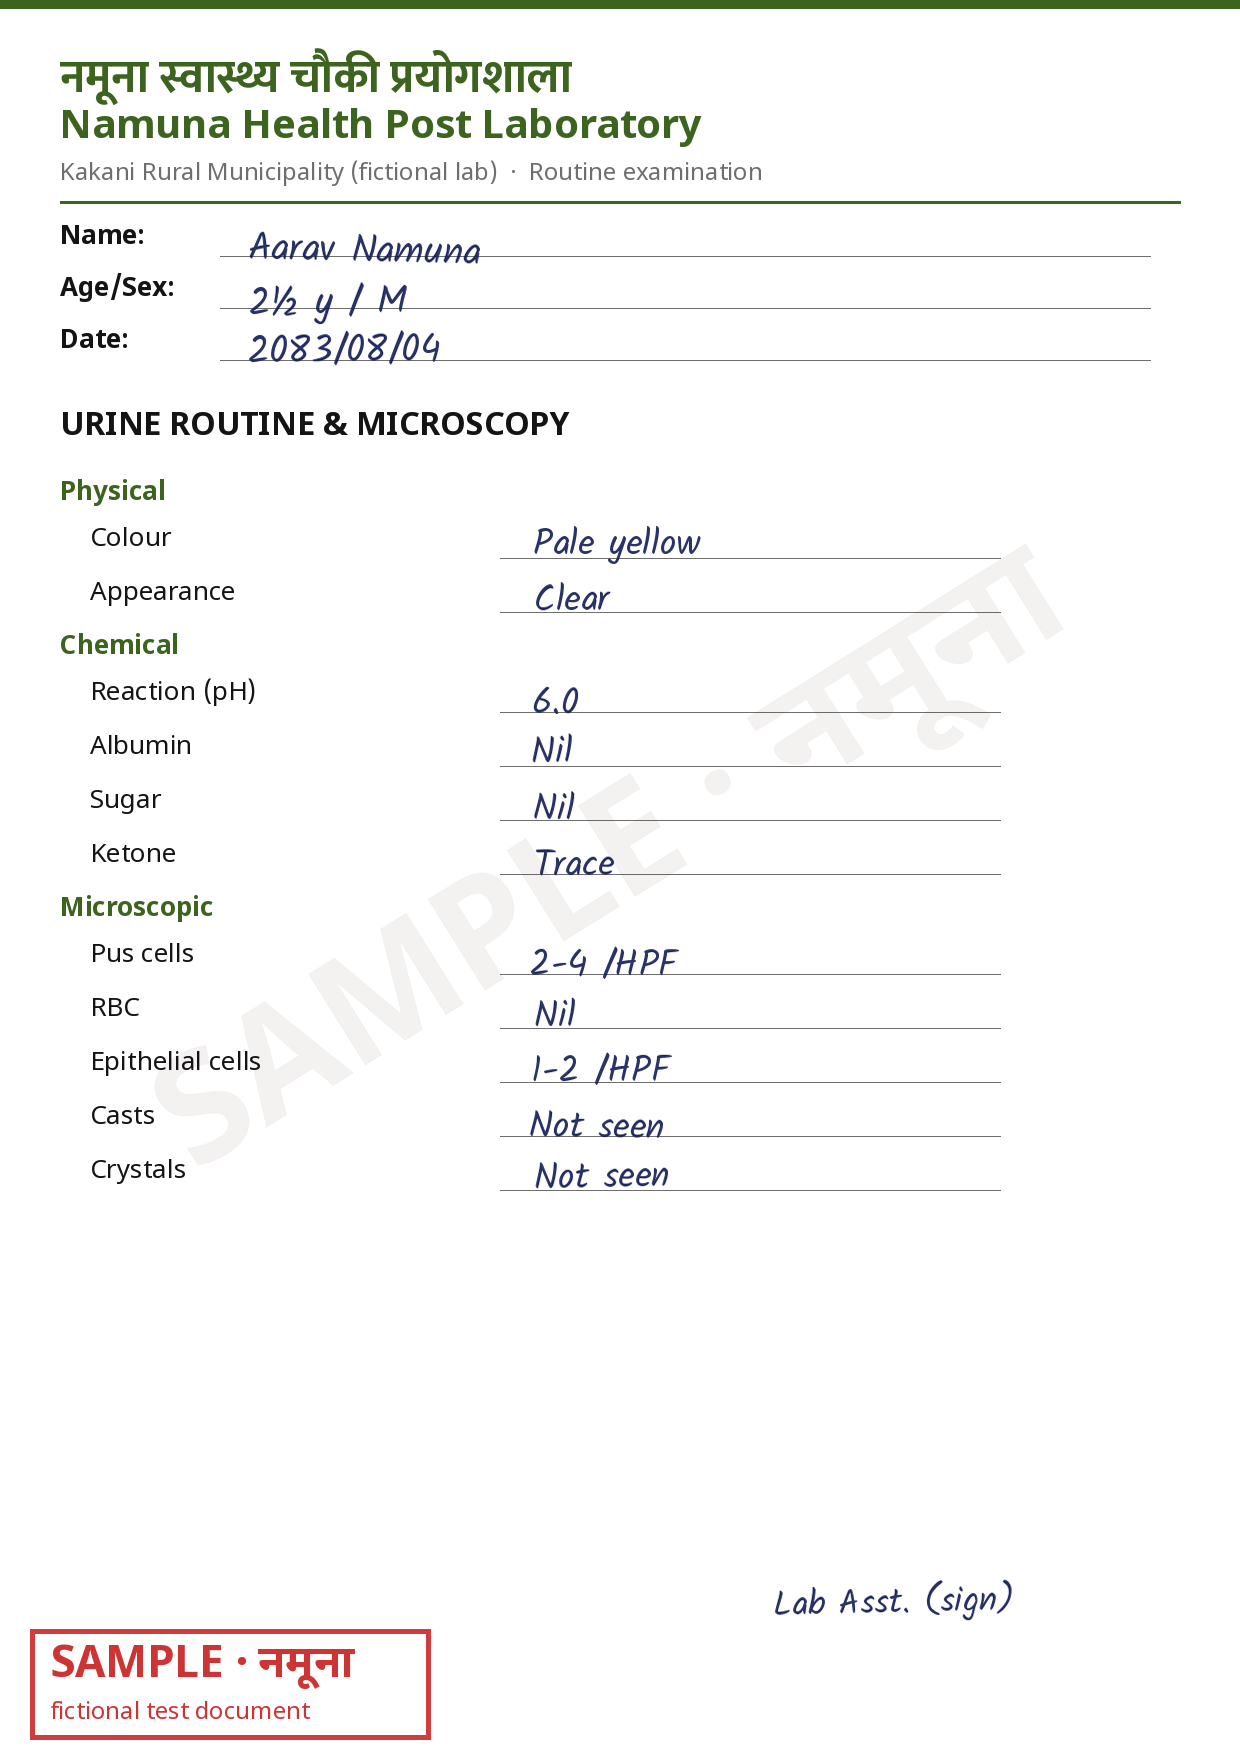 नमूना स्वास्थ्य चौकी प्रयोगशाला
Namuna Health Post Laboratory
Kakani Rural Municipality (fictional lab) · Routine examination
Name: Aarav Namuna
Age/Sex: 2½ y / M
Date: 2083/08/04
URINE ROUTINE & MICROSCOPY
Physical
Colour Pale yellow
Appearance Clear
Chemical
Reaction (pH) 6.0
Albumin Nil
Sugar Nil
Ketone Trace
Microscopic
Pus cells 2-4 /HPF
RBC Nil
Epithelial cells 1-2 /HPF
Casts Not seen
Crystals Not seen
SAMPLE · नमूना
Lab Asst. (sign)
SAMPLE · नमूना
fictional test document